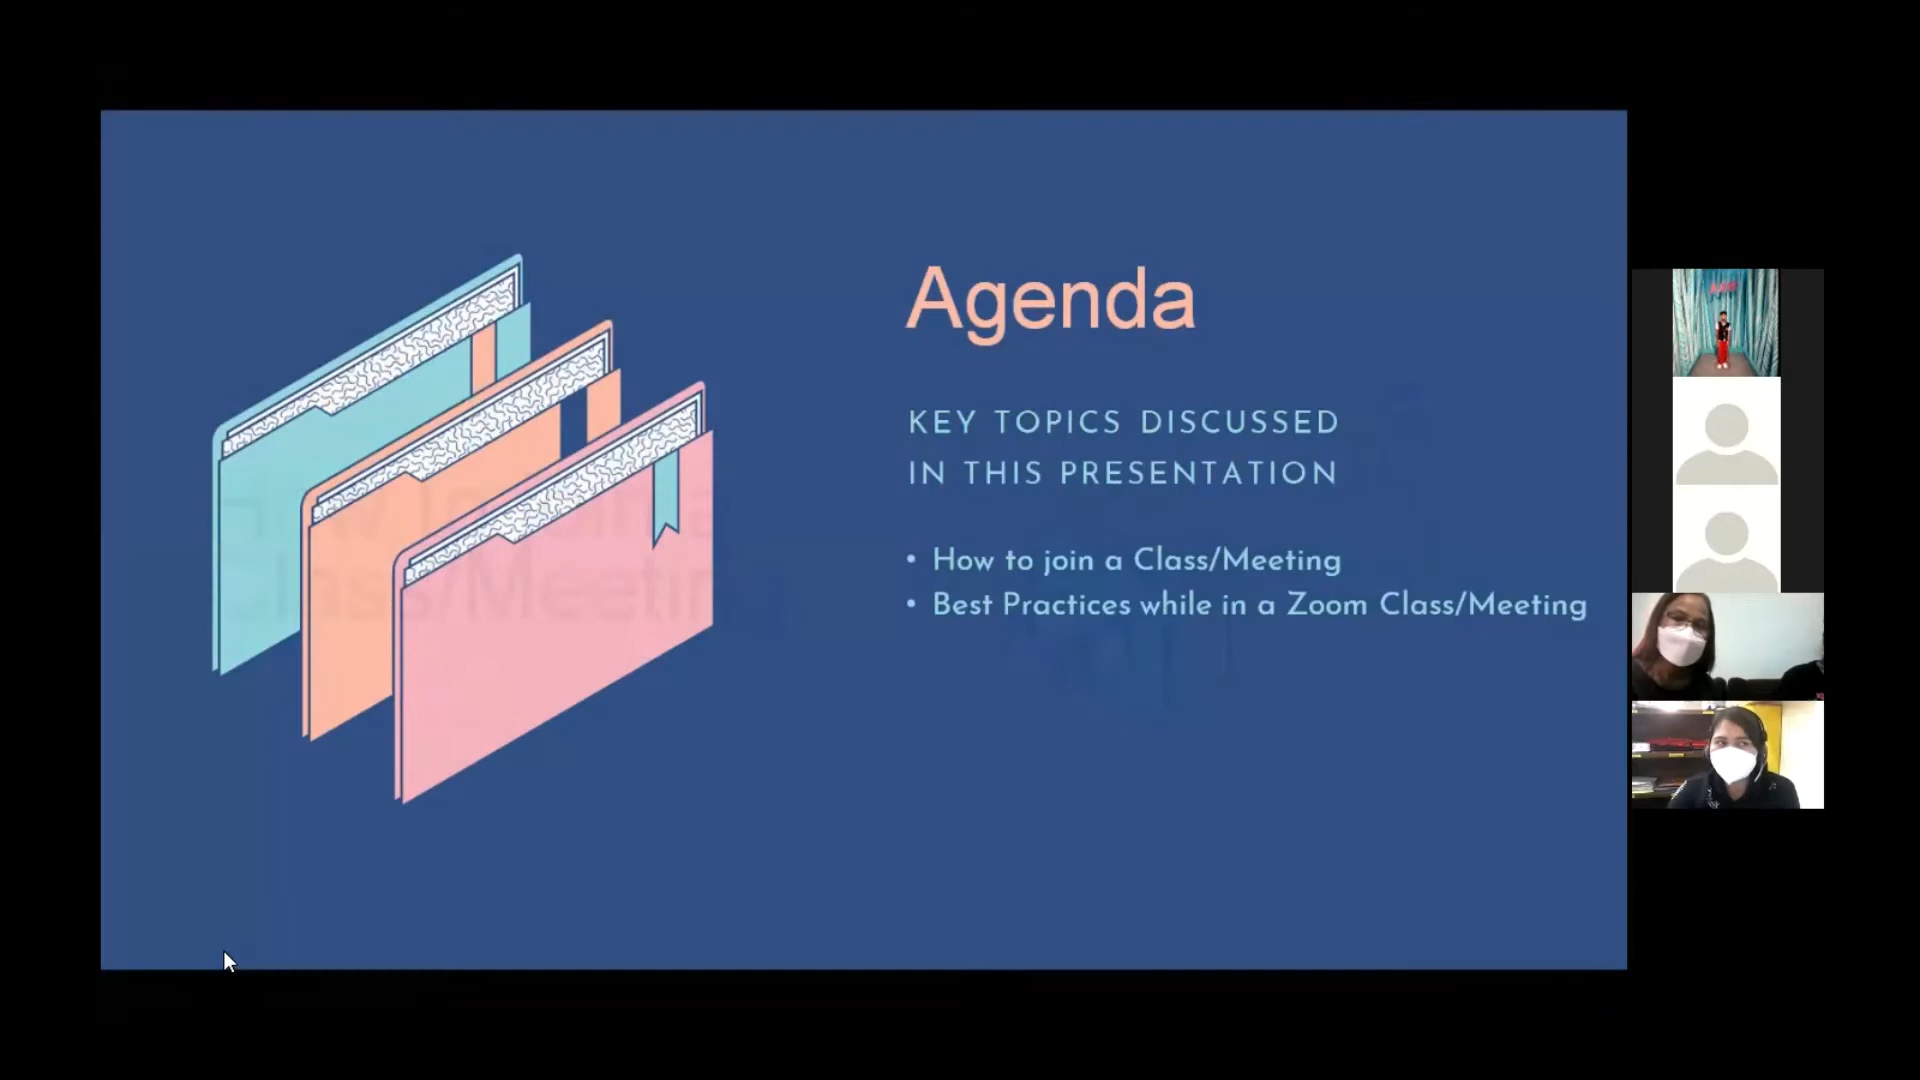 Agenda
KEY TOPICS DISCUSSED
IN THIS PRESENTATION
• How to join a Class/Meeting
• Best Practices while in a Zoom Class/Meeting